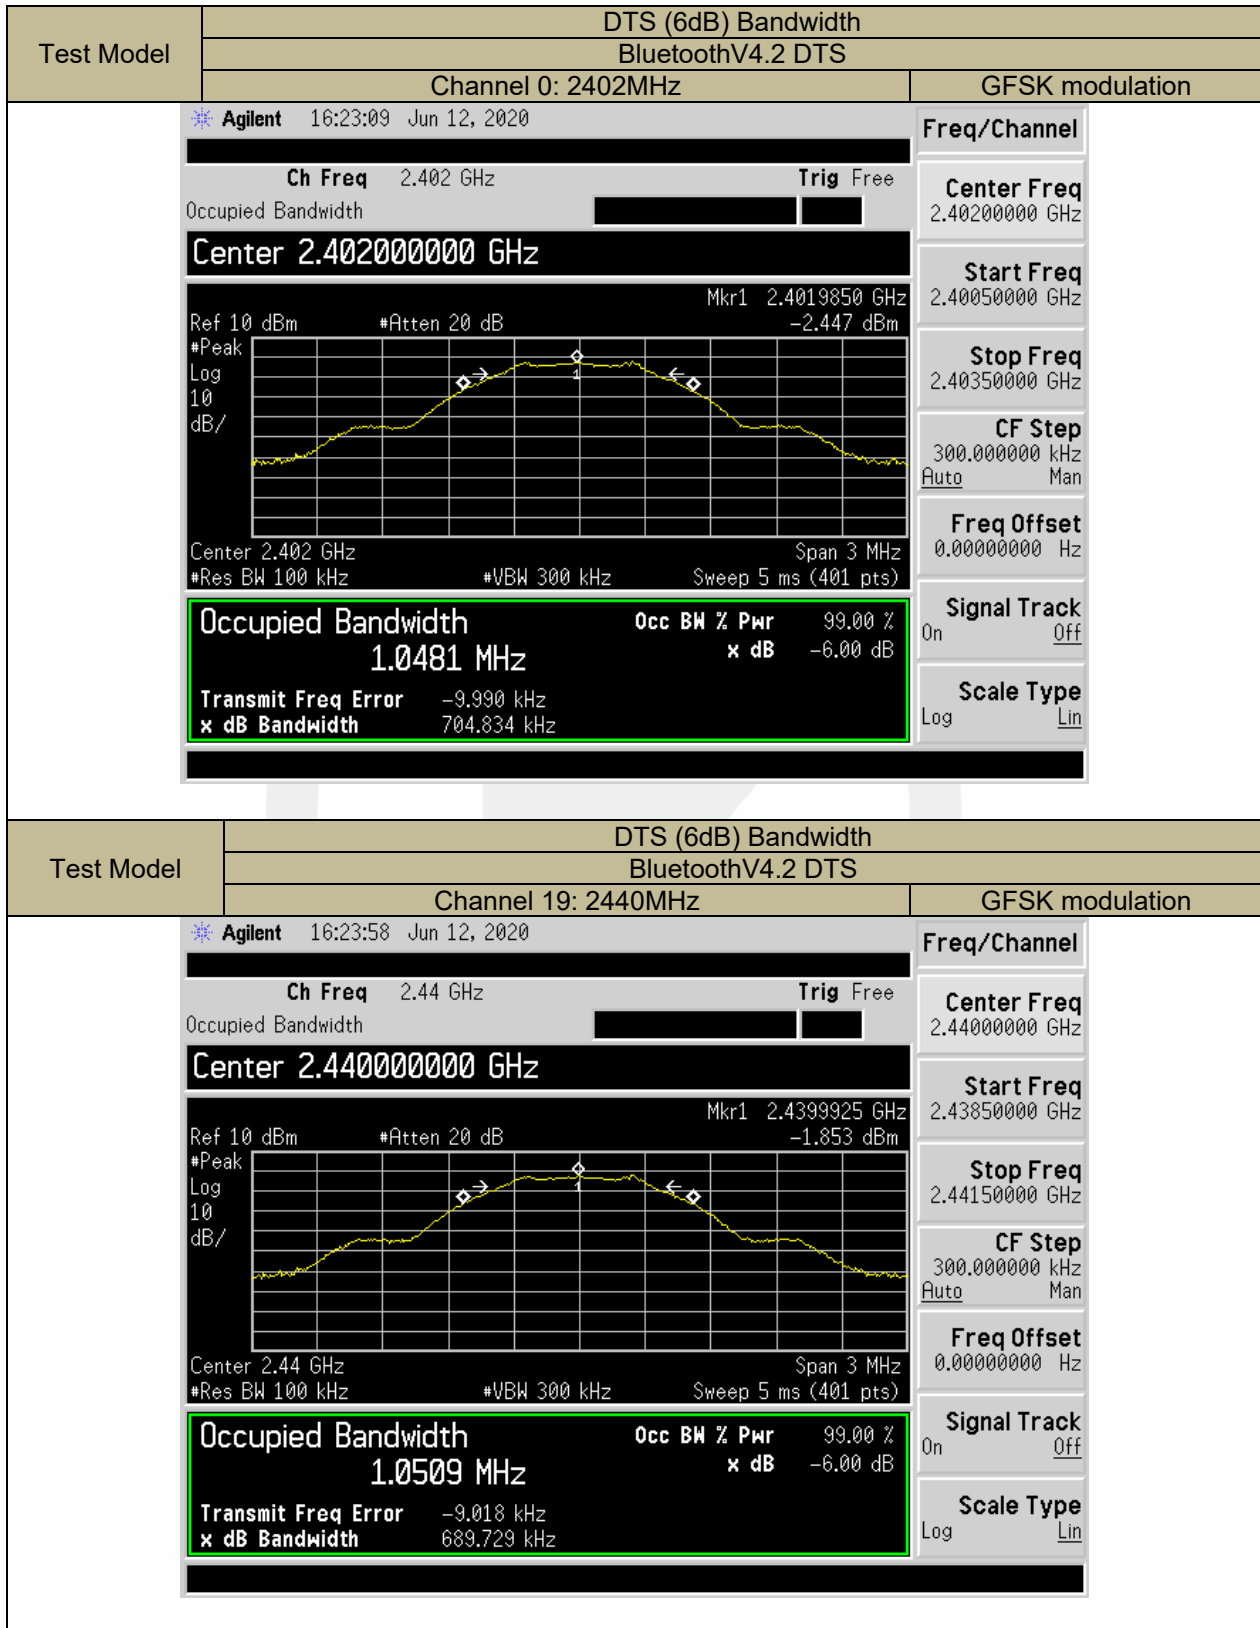 Test Model
DTS (6dB) Bandwidth
BluetoothV4.2 DTS
Channel 0: 2402MHz GFSK modulation
Agilent 16:23:09 Jun 12, 2020
Freq/Channel
Ch Freq 2.402 GHz Trig Free
Occupied Bandwidth
Center Freq
2.40200000 GHz
Center 2.402000000 GHz
Start Freq
2.40050000 GHz
Mkr1 2.4019850 GHz
Ref 10 dBm #Atten 20 dB -2.447 dBm
#Peak
Log
10
dB/
1
Stop Freq
2.40350000 GHz
CF Step
300.000000 kHz
Auto Man
Freq Offset
0.00000000 Hz
Center 2.402 GHz Span 3 MHz
#Res BW 100 kHz #VBW 300 kHz Sweep 5 ms (401 pts)
Signal Track
On Off
Occupied Bandwidth Occ BW % Pwr 99.00 %
1.0481 MHz x dB -6.00 dB
Transmit Freq Error -9.990 kHz
x dB Bandwidth 704.834 kHz
Scale Type
Log Lin
Test Model
DTS (6dB) Bandwidth
BluetoothV4.2 DTS
Channel 19: 2440MHz GFSK modulation
Agilent 16:23:58 Jun 12, 2020
Freq/Channel
Ch Freq 2.44 GHz Trig Free
Occupied Bandwidth
Center Freq
2.44000000 GHz
Center 2.440000000 GHz
Start Freq
2.43850000 GHz
Mkr1 2.4399925 GHz
Ref 10 dBm #Atten 20 dB -1.853 dBm
#Peak
Log
10
dB/
1
Stop Freq
2.44150000 GHz
CF Step
300.000000 kHz
Auto Man
Freq Offset
0.00000000 Hz
Center 2.44 GHz Span 3 MHz
#Res BW 100 kHz #VBW 300 kHz Sweep 5 ms (401 pts)
Signal Track
On Off
Occupied Bandwidth Occ BW % Pwr 99.00 %
1.0509 MHz x dB -6.00 dB
Transmit Freq Error -9.018 kHz
x dB Bandwidth 689.729 kHz
Scale Type
Log Lin